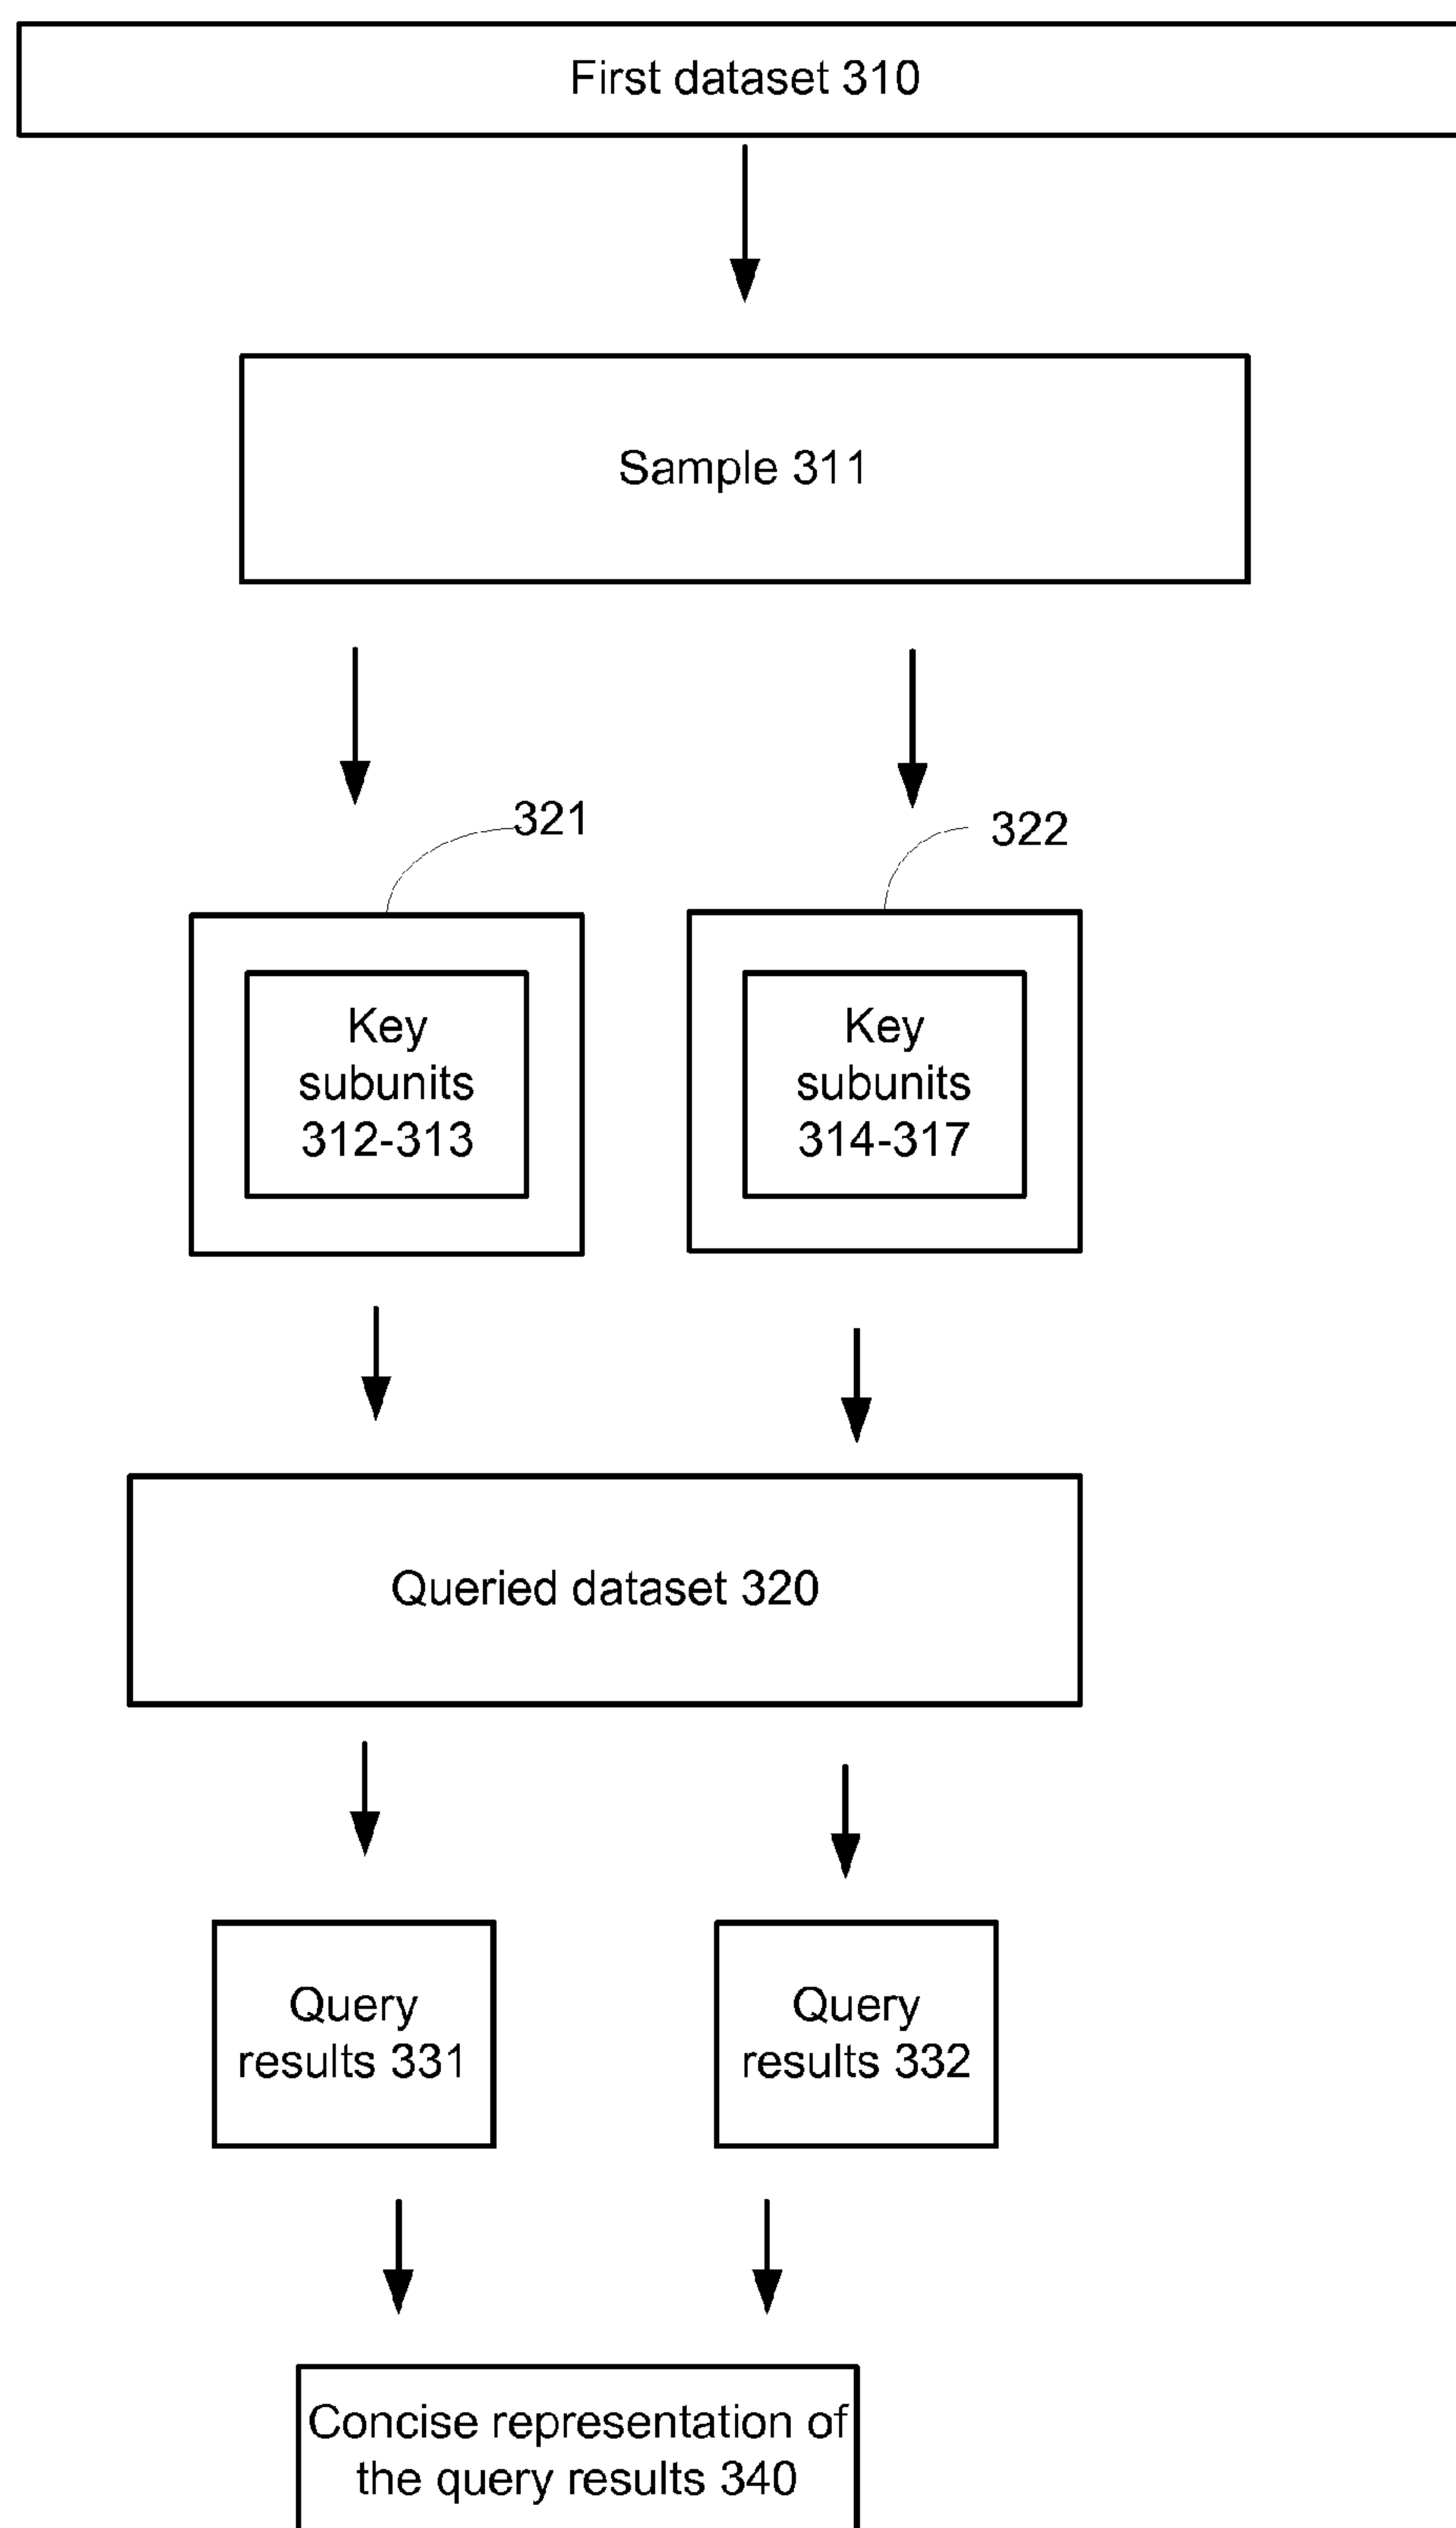 First dataset 310
Sample 311
321
322
Key
subunits
312-313
Key
subunits
314-317
Queried dataset 320
Query
results 331
Query
results 332
Concise representation of
the query results 340